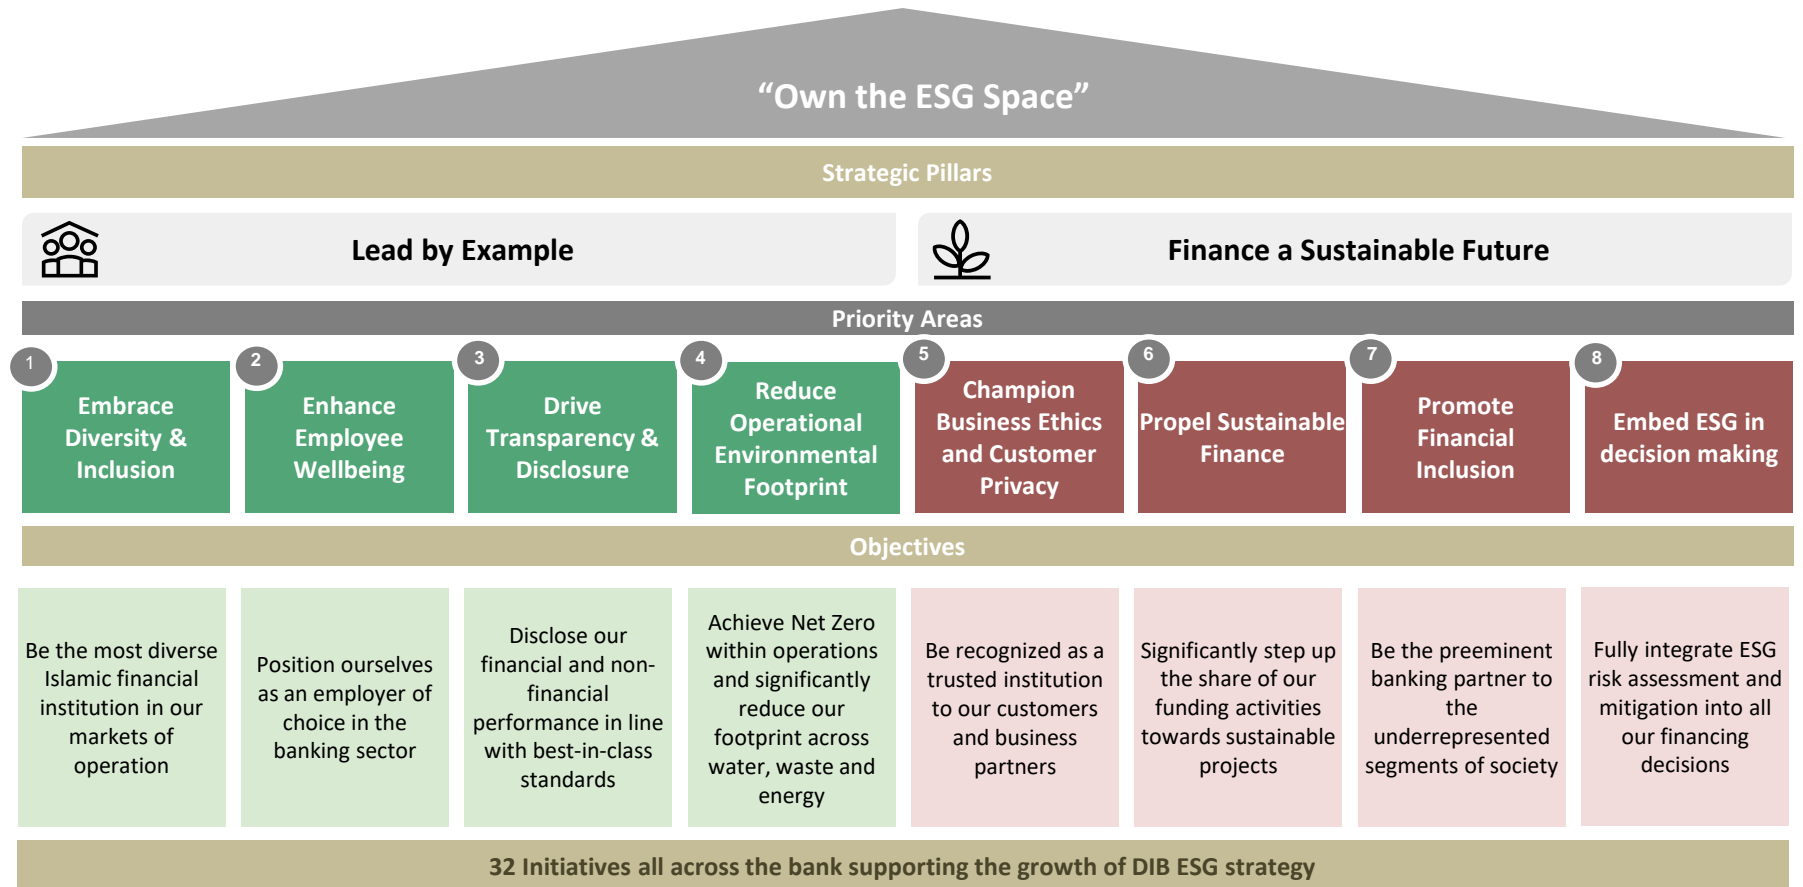 “Own the ESG Space”
Strategic Pillars
Lead by Example
Finance a Sustainable Future
Priority Areas
1
Embrace
Diversity &
Inclusion
2
Enhance
Employee
Wellbeing
3
Drive
Transparency &
Disclosure
4
Reduce
Operational
Environmental
Footprint
5
Champion
Business Ethics
and Customer
Privacy
6
Propel Sustainable
Finance
7
Promote
Financial
Inclusion
8
Embed ESG in
decision making
Objectives
Be the most diverse
Islamic financial
institution in our
markets of
operation
Position ourselves
as an employer of
choice in the
banking sector
Disclose our
financial and non-
financial
performance in line
with best-in-class
standards
Achieve Net Zero
within operations
and significantly
reduce our
footprint across
water, waste and
energy
Be recognized as a
trusted institution
to our customers
and business
partners
Significantly step up
the share of our
funding activities
towards sustainable
projects
Be the preeminent
banking partner to
the
underrepresented
segments of society
Fully integrate ESG
risk assessment and
mitigation into all
our financing
decisions
32 Initiatives all across the bank supporting the growth of DIB ESG strategy